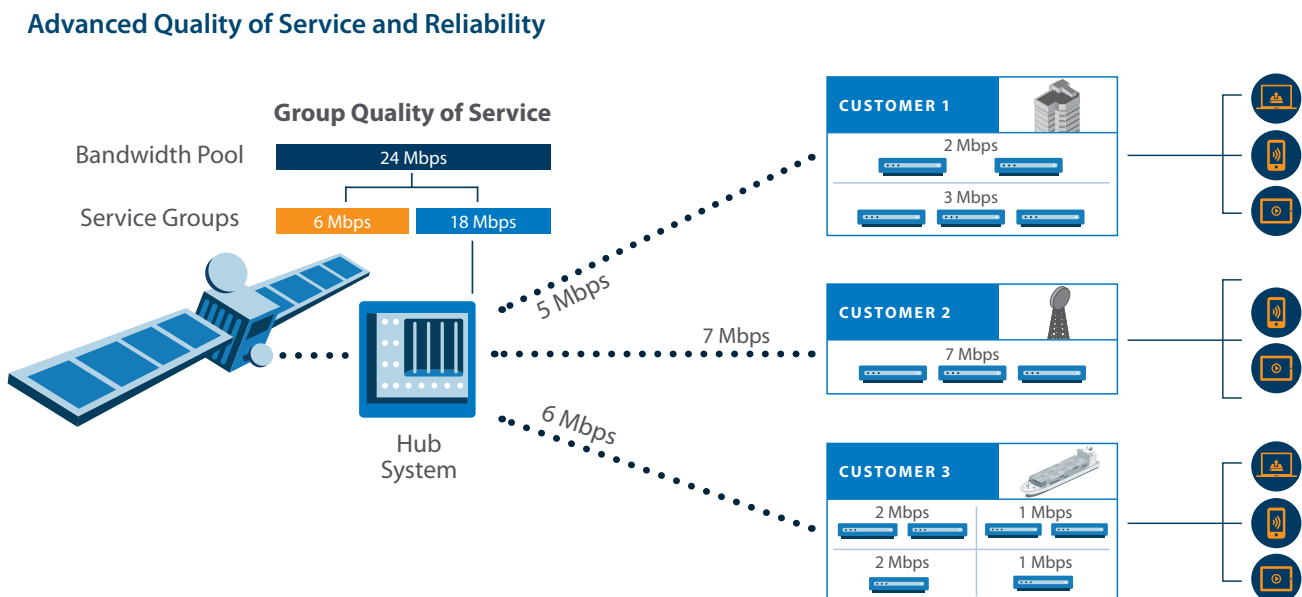 Advanced Quality of Service and Reliability
Group Quality of Service
Bandwidth Pool
24 Mbps
Service Groups
6 Mbps
18 Mbps
Hub
System
5 Mbps
7 Mbps
6 Mbps
CUSTOMER 1
2 Mbps
3 Mbps
CUSTOMER 2
7 Mbps
CUSTOMER 3
2 Mbps
1 Mbps
2 Mbps
1 Mbps